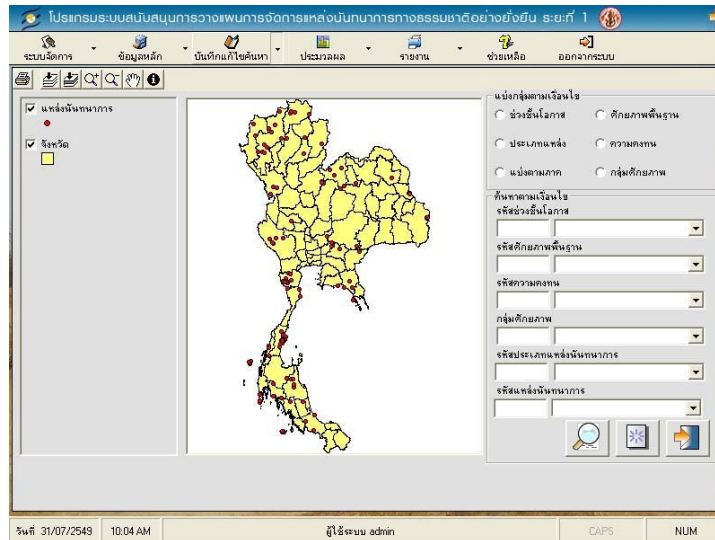 โปรแกรมระบบสนับสนุนการวางแผนการจัดการแหล่งนันทนาการทางธรรมชาติอย่างยั่งยืน ระยะที่ 1
ระบบจัดการ ข้อมูลหลัก บันทึกแก้ไขค้นหา ประมวลผล รายงาน ช่วยเหลือ ออกจากระบบ
แหล่งนันทนาการ
จังหวัด
แบ่งกลุ่มตามเงื่อนไข
ช่วงชั้นโอกาส ศักยภาพพื้นฐาน
ประเภทแหล่ง ความคงทน
แบ่งตามภาค กลุ่มศักยภาพ
ค้นหาตามเงื่อนไข
รหัสช่วงชั้นโอกาส
รหัสศักยภาพพื้นฐาน
รหัสความคงทน
กลุ่มศักยภาพ
รหัสประเภทแหล่งนันทนาการ
รหัสแหล่งนันทนาการ
วันที่ 31/07/2549 10:04 AM ผู้ใช้ระบบ admin CAPS NUM